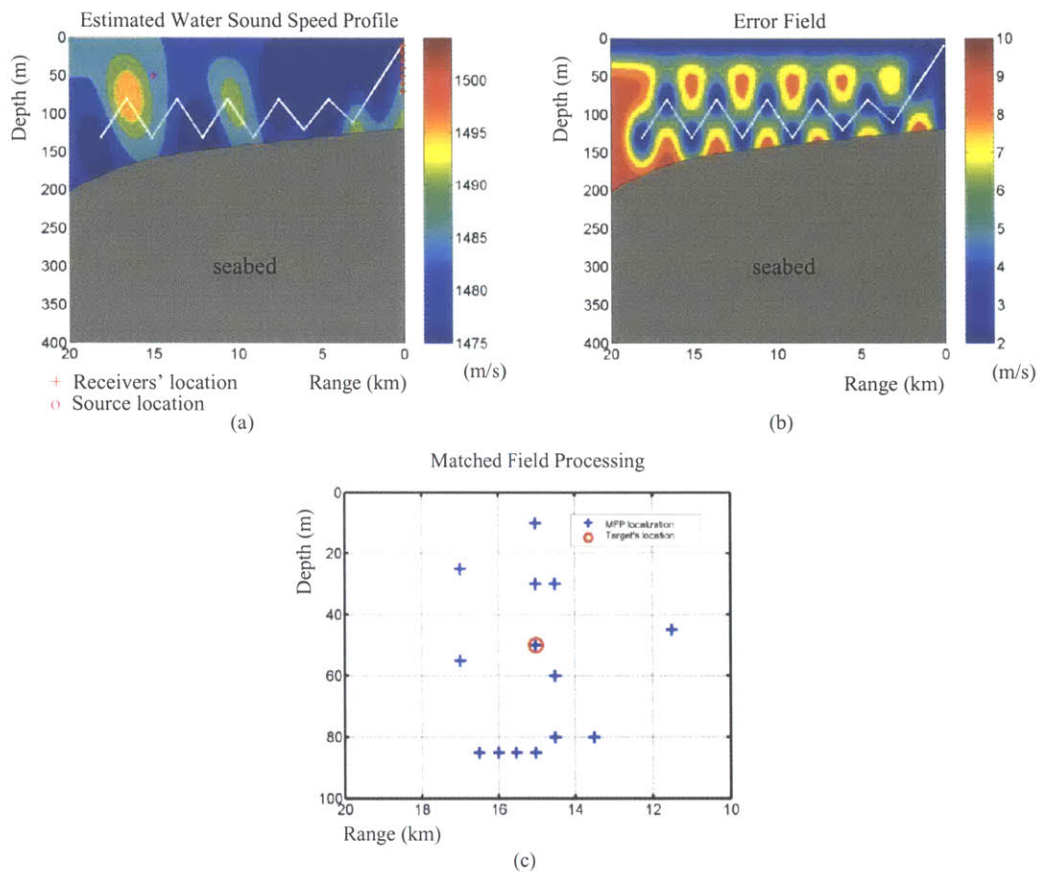 Estimated Water Sound Speed Profile
Depth (m)
0
50
100
150
200
250
300
350
400
20
15
10
5
0
seabed
1500
1495
1490
1485
1480
1475
(m/s)
Range (km)
+ Receivers' location
o Source location
(a)
Error Field
Depth (m)
0
50
100
150
200
250
300
350
400
20
15
10
5
0
seabed
10
9
8
7
6
5
4
3
2
(m/s)
Range (km)
(b)
Matched Field Processing
Depth (m)
0
20
40
60
80
100
20
18
16
14
12
10
MFP localization
Target's location
Range (km)
(c)